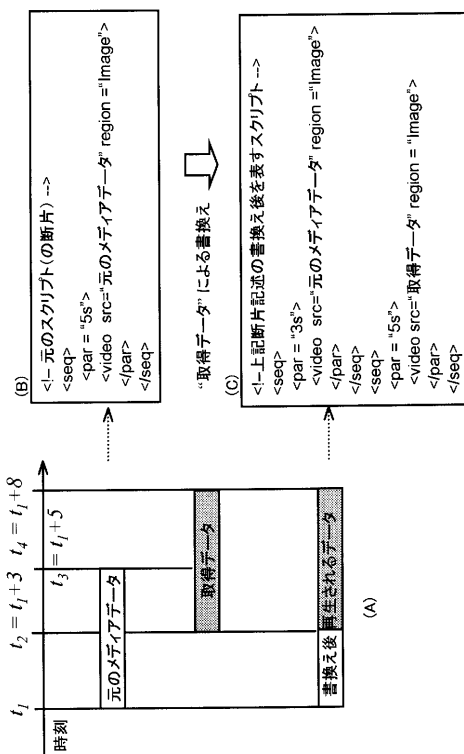 時刻
t₁
t₂ = t₁+3
t₄ = t₁+8
t₃ = t₁+5
元のメディアデータ
取得データ
書換え後
再生されるデータ
(A)
(B)
<!– 元のスクリプト(の断片) -->
<seq>
<par = “5s”>
<video src=“元のメディアデータ” region =“Image”>
</par>
</seq>
“取得データ”による書換え
(C)
<!–上記断片記述の書換え後を表すスクリプト -->
<seq>
<par = “3s”>
<video src=“元のメディアデータ” region = “Image”>
</par>
</seq>
<seq>
<par = “5s”>
<video src=“取得データ” region = “Image”>
</par>
</seq>